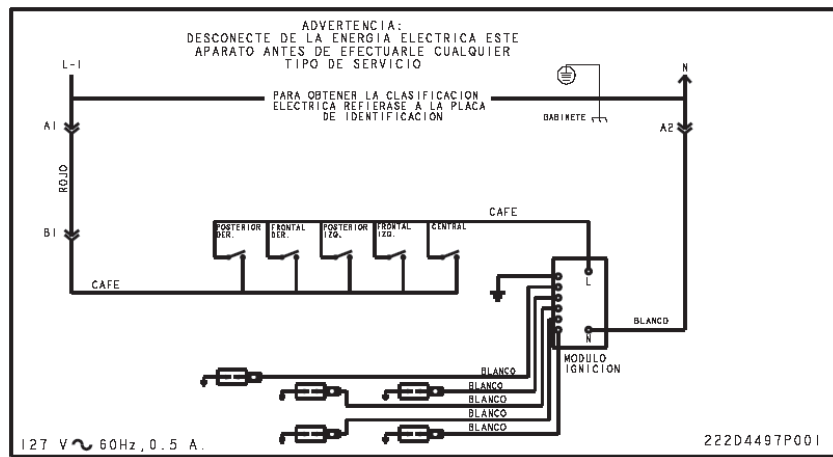 ADVERTENCIA:
DESCONECTE DE LA ENERGIA ELECTRICA ESTE
APARATO ANTES DE EFECTUARLE CUALQUIER
TIPO DE SERVICIO
L-1
N
PARA OBTENER LA CLASIFICACION
ELECTRICA REFIERASE A LA PLACA
DE IDENTIFICACION
GABINETE
A1
A2
ROJO
B1
CAFE
POSTERIOR
DER.
FRONTAL
DER.
POSTERIOR
IZQ.
FRONTAL
IZQ.
CENTRAL
CAFE
L
N
BLANCO
MODULO
IGNICION
BLANCO
BLANCO
BLANCO
BLANCO
BLANCO
127 V 60Hz, 0.5 A.
222D4497P001